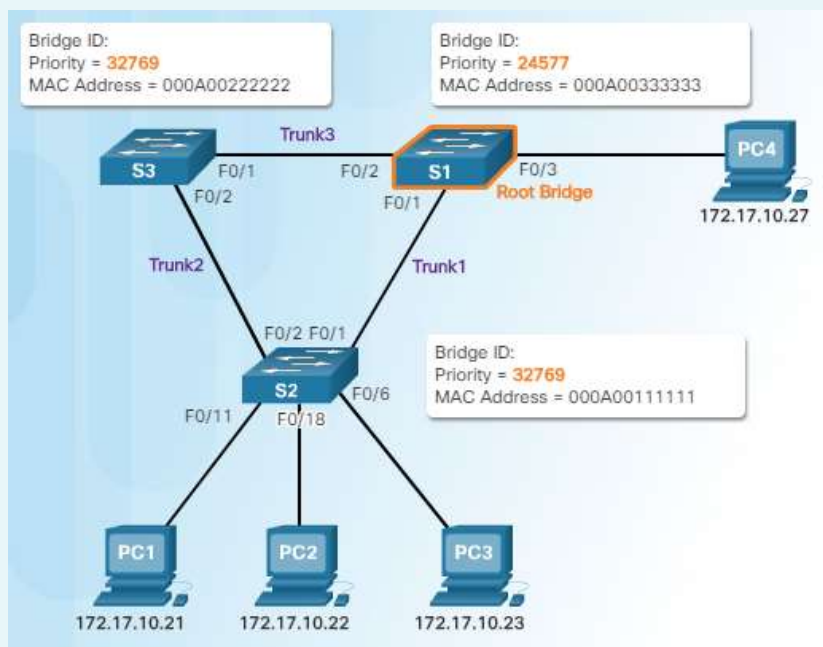 Bridge ID:
Priority = 32769
MAC Address = 000A00222222
Bridge ID:
Priority = 24577
MAC Address = 000A00333333
Trunk3
S3
F0/1
F0/2
S1
F0/3
PC4
F0/2
F0/1
Root Bridge
172.17.10.27
Trunk2
Trunk1
F0/2 F0/1
Bridge ID:
Priority = 32769
MAC Address = 000A00111111
S2
F0/6
F0/11
F0/18
PC1
PC2
PC3
172.17.10.21
172.17.10.22
172.17.10.23